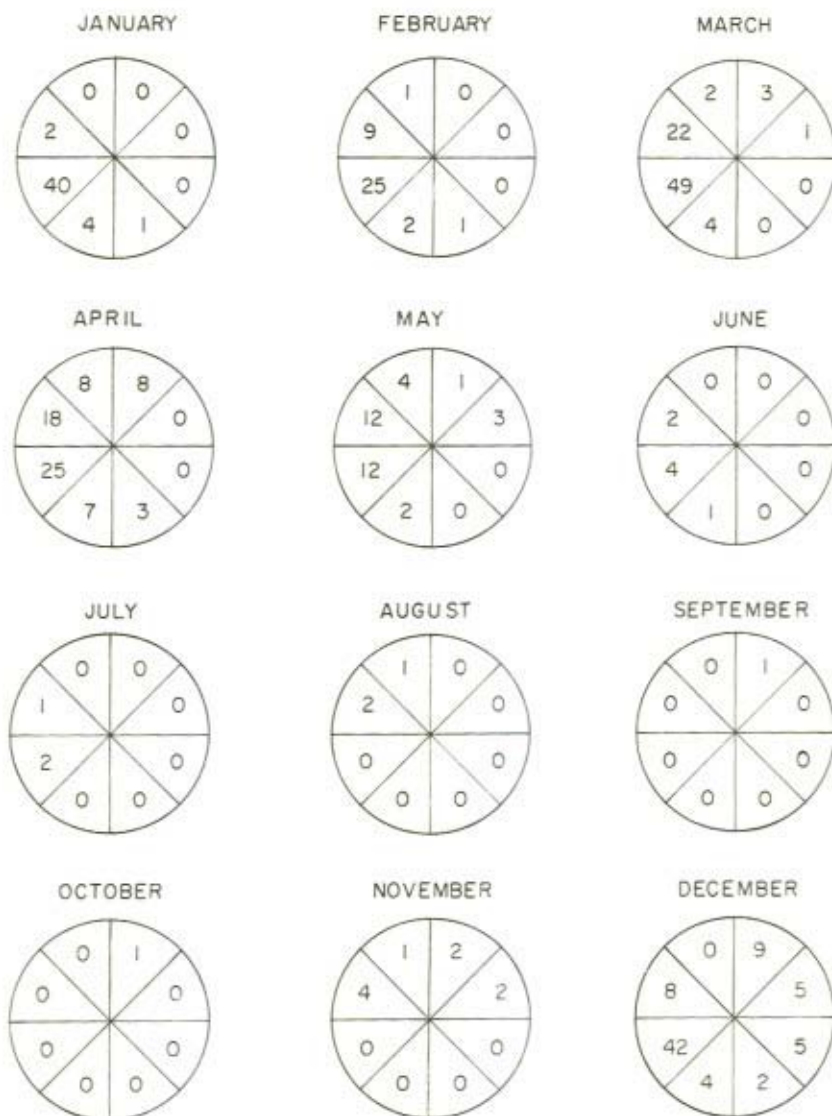 JANUARY FEBRUARY MARCH
0 0 1 0 2 3
2 0 9 0 22 1
40 0 25 0 49 0
4 1 2 1 4 0
APRIL MAY JUNE
8 8 4 1 0 0
18 0 12 3 2 0
25 0 12 0 4 0
7 3 2 0 1 0
JULY AUGUST SEPTEMBER
0 0 1 0 0 1
1 0 2 0 0 0
2 0 0 0 0 0
0 0 0 0 0 0
OCTOBER NOVEMBER DECEMBER
0 1 1 2 0 9
0 0 4 2 8 5
0 0 0 0 42 5
0 0 0 0 4 2